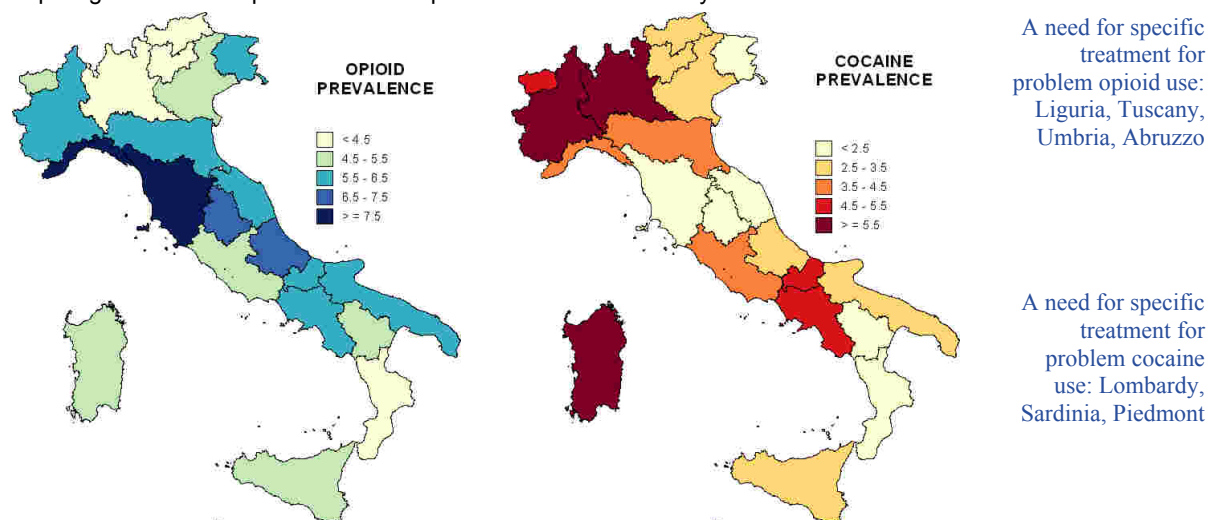 OPIOID
PREVALENCE
< 4.5
4.5 - 5.5
5.5 - 6.5
6.5 - 7.5
> = 7.5
COCAINE
PREVALENCE
< 2.5
2.5 - 3.5
3.5 - 4.5
4.5 - 5.5
> = 5.5
A need for specific
treatment for
problem opioid use:
Liguria, Tuscany,
Umbria, Abruzzo
A need for specific
treatment for
problem cocaine
use: Lombardy,
Sardinia, Piedmont